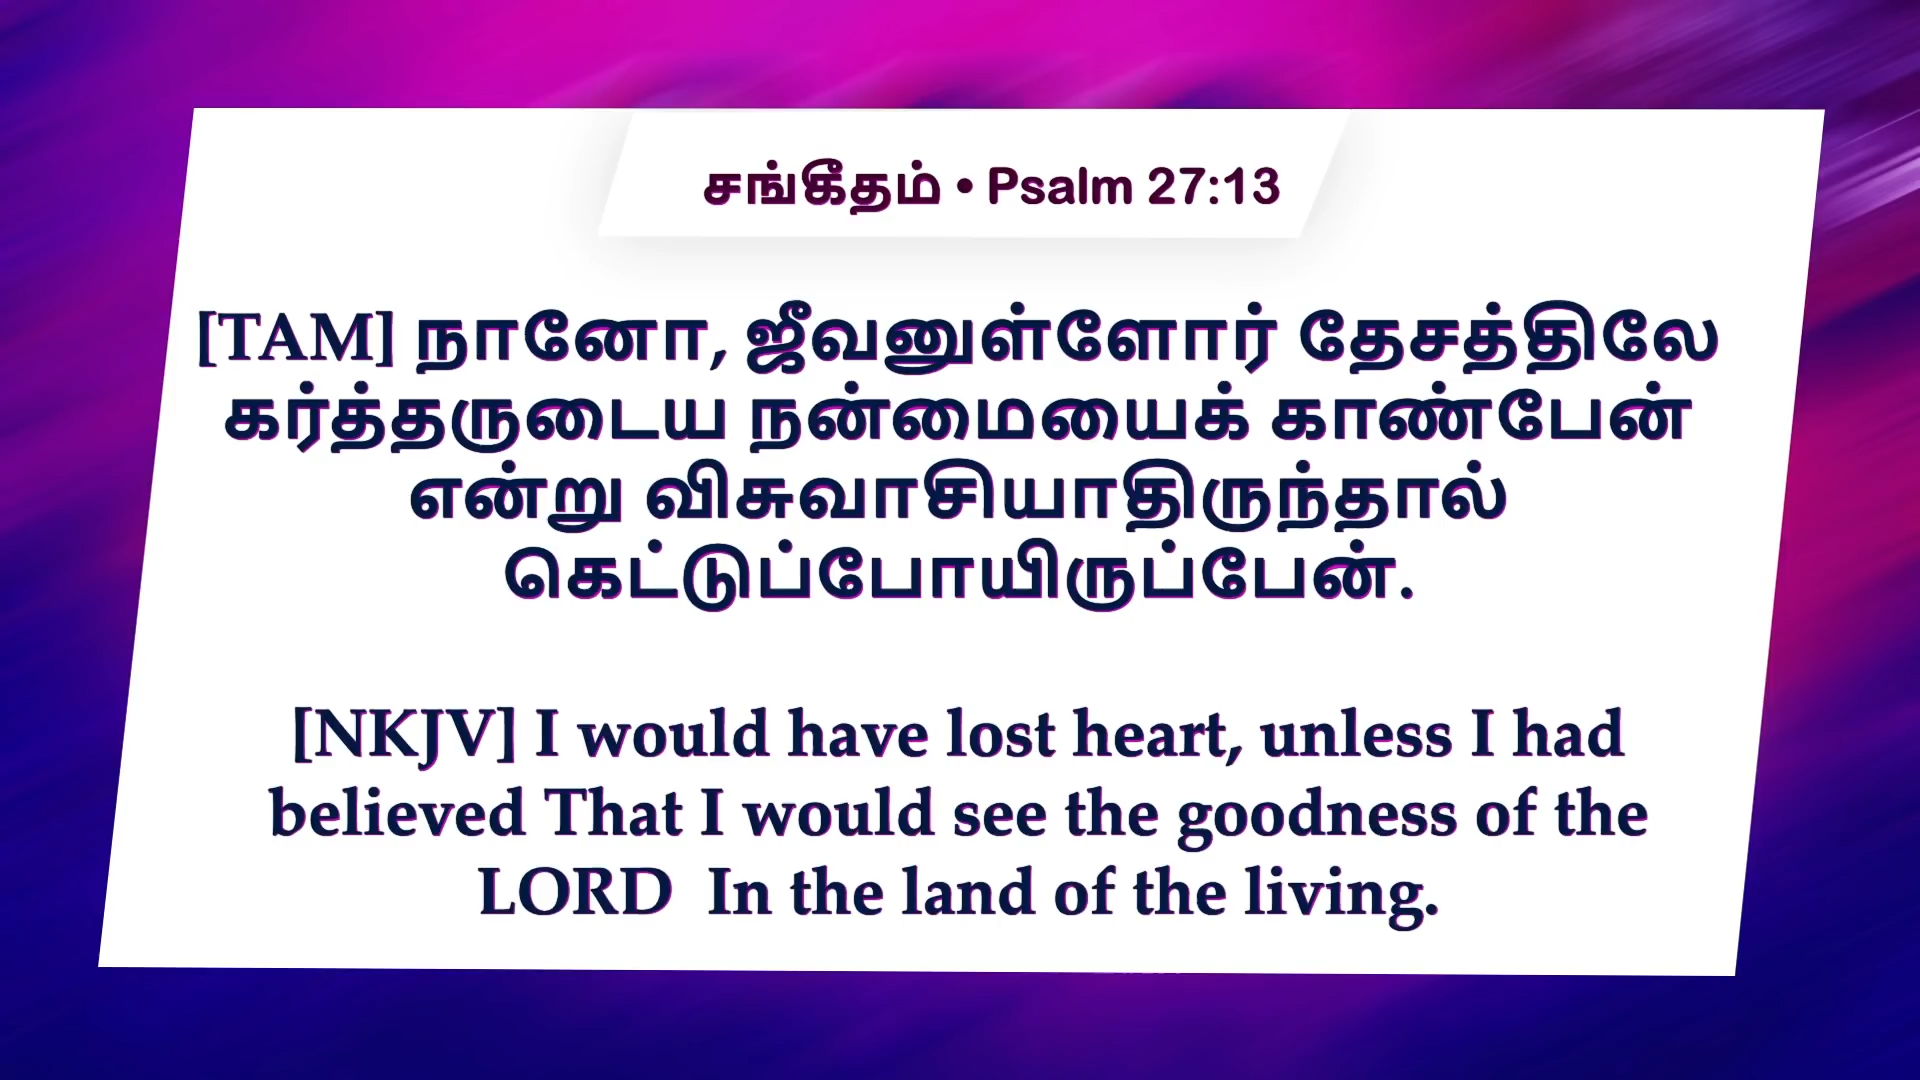 சங்கீதம் • Psalm 27:13
[TAM] நானோ, ஜீவனுள்ளோர் தேசத்திலே
கர்த்தருடைய நன்மையைக் காண்பேன்
என்று விசுவாசியாதிருந்தால்
கெட்டுப்போயிருப்பேன்.
[NKJV] I would have lost heart, unless I had
believed That I would see the goodness of the
LORD  In the land of the living.